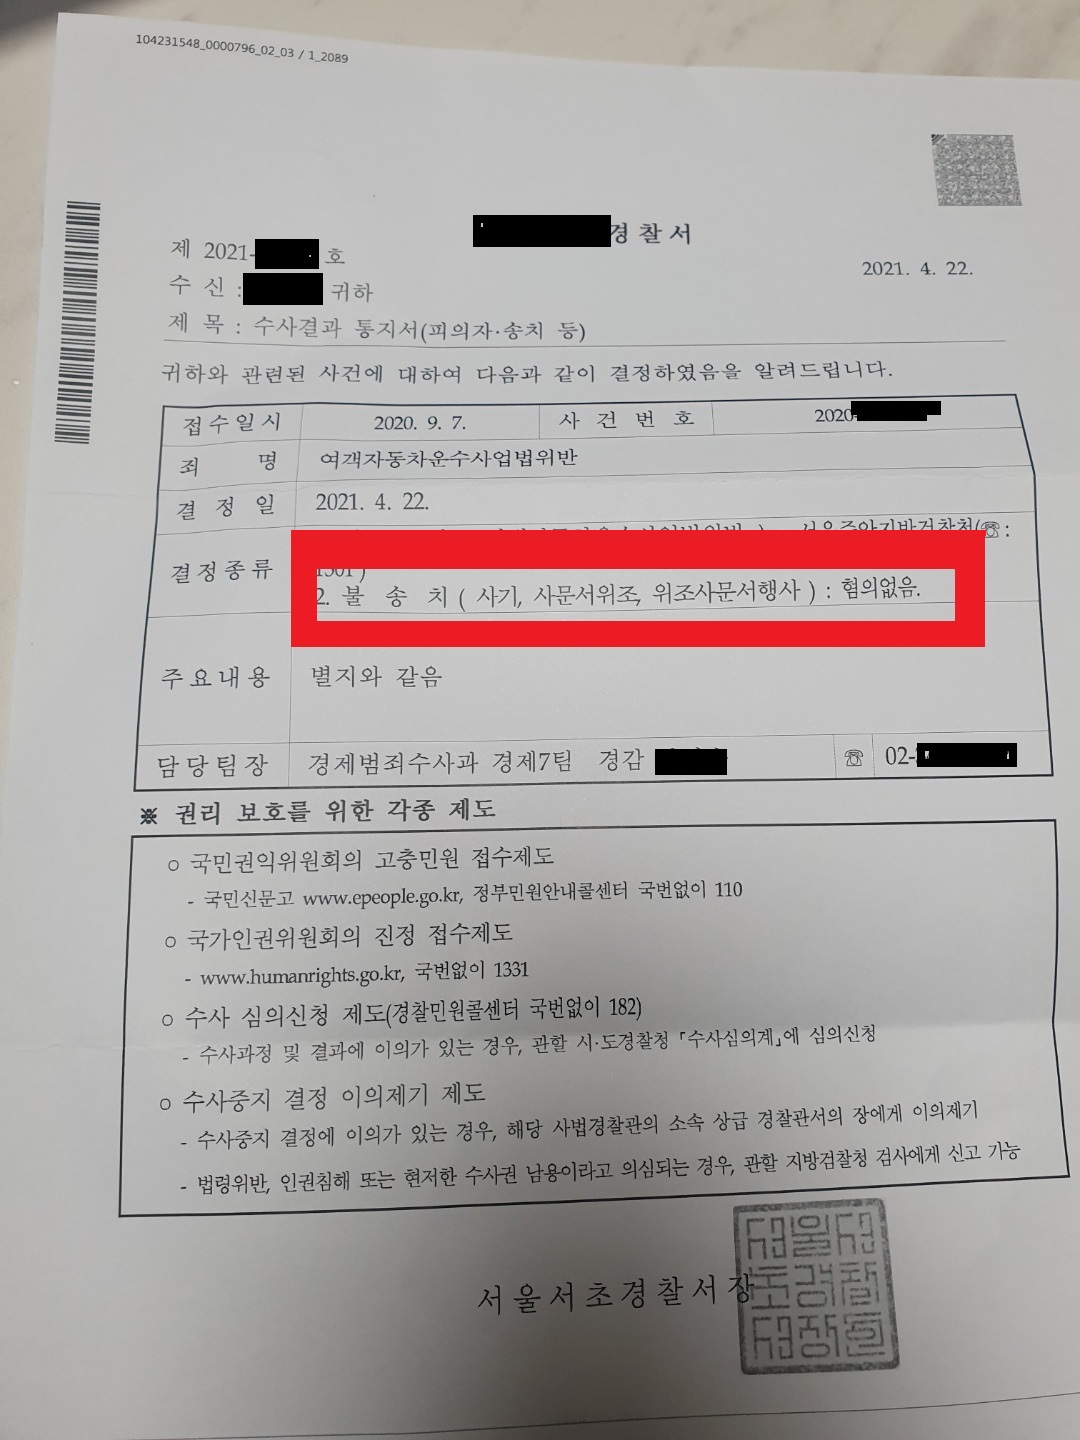 104231548_0000796_02_03 / 1_2089
경찰서
제 2021- 호
2021. 4. 22.
수 신 : 귀하
제 목 : 수사결과 통지서(피의자·송치 등)
귀하와 관련된 사건에 대하여 다음과 같이 결정하였음을 알려드립니다.
접수일시 2020. 9. 7. 사 건 번 호 2020
죄 명 여객자동차운수사업법위반
결 정 일 2021. 4. 22.
서울중앙지방검찰청(☏ :
결정종류 1301)
2. 불 송 치 ( 사기, 사문서위조, 위조사문서행사 ) : 혐의없음.
주요내용 별지와 같음
담당팀장 경제범죄수사과 경제7팀 경감 ☏ 02-
※ 권리 보호를 위한 각종 제도
○ 국민권익위원회의 고충민원 접수제도
- 국민신문고 www.epeople.go.kr, 정부민원안내콜센터 국번없이 110
○ 국가인권위원회의 진정 접수제도
- www.humanrights.go.kr, 국번없이 1331
○ 수사 심의신청 제도(경찰민원콜센터 국번없이 182)
- 수사과정 및 결과에 이의가 있는 경우, 관할 시·도경찰청 「수사심의계」에 심의신청
○ 수사중지 결정 이의제기 제도
- 수사중지 결정에 이의가 있는 경우, 해당 사법경찰관의 소속 상급 경찰관서의 장에게 이의제기
- 법령위반, 인권침해 또는 현저한 수사권 남용이라고 의심되는 경우, 관할 지방검찰청 검사에게 신고 가능
서울서초경찰서장